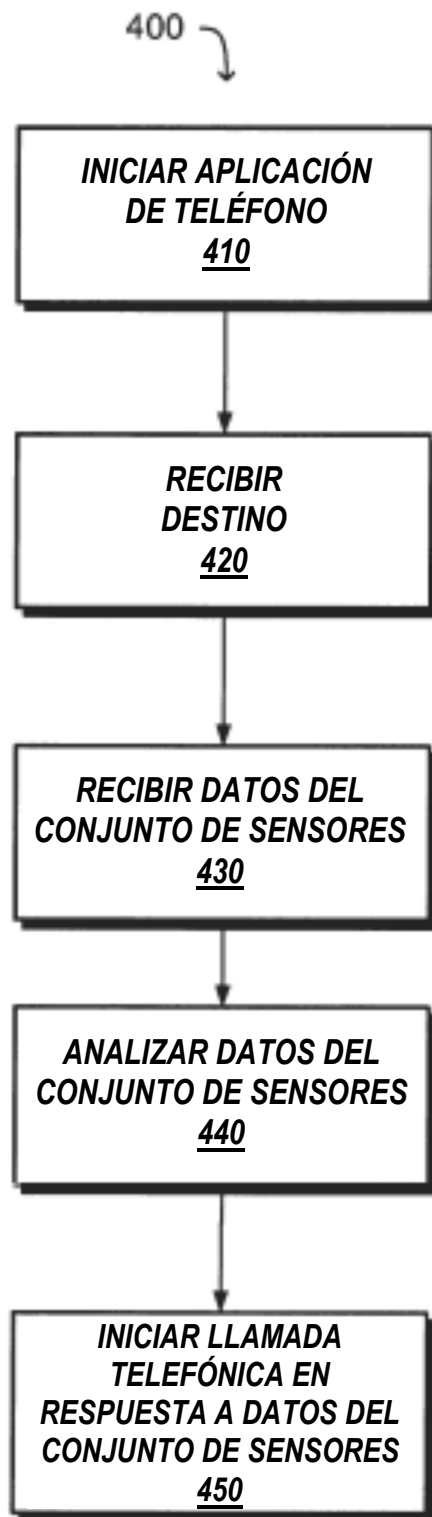 400
INICIAR APLICACIÓN
DE TELÉFONO
410
RECIBIR
DESTINO
420
RECIBIR DATOS DEL
CONJUNTO DE SENSORES
430
ANALIZAR DATOS DEL
CONJUNTO DE SENSORES
440
INICIAR LLAMADA
TELEFÓNICA EN
RESPUESTA A DATOS DEL
CONJUNTO DE SENSORES
450